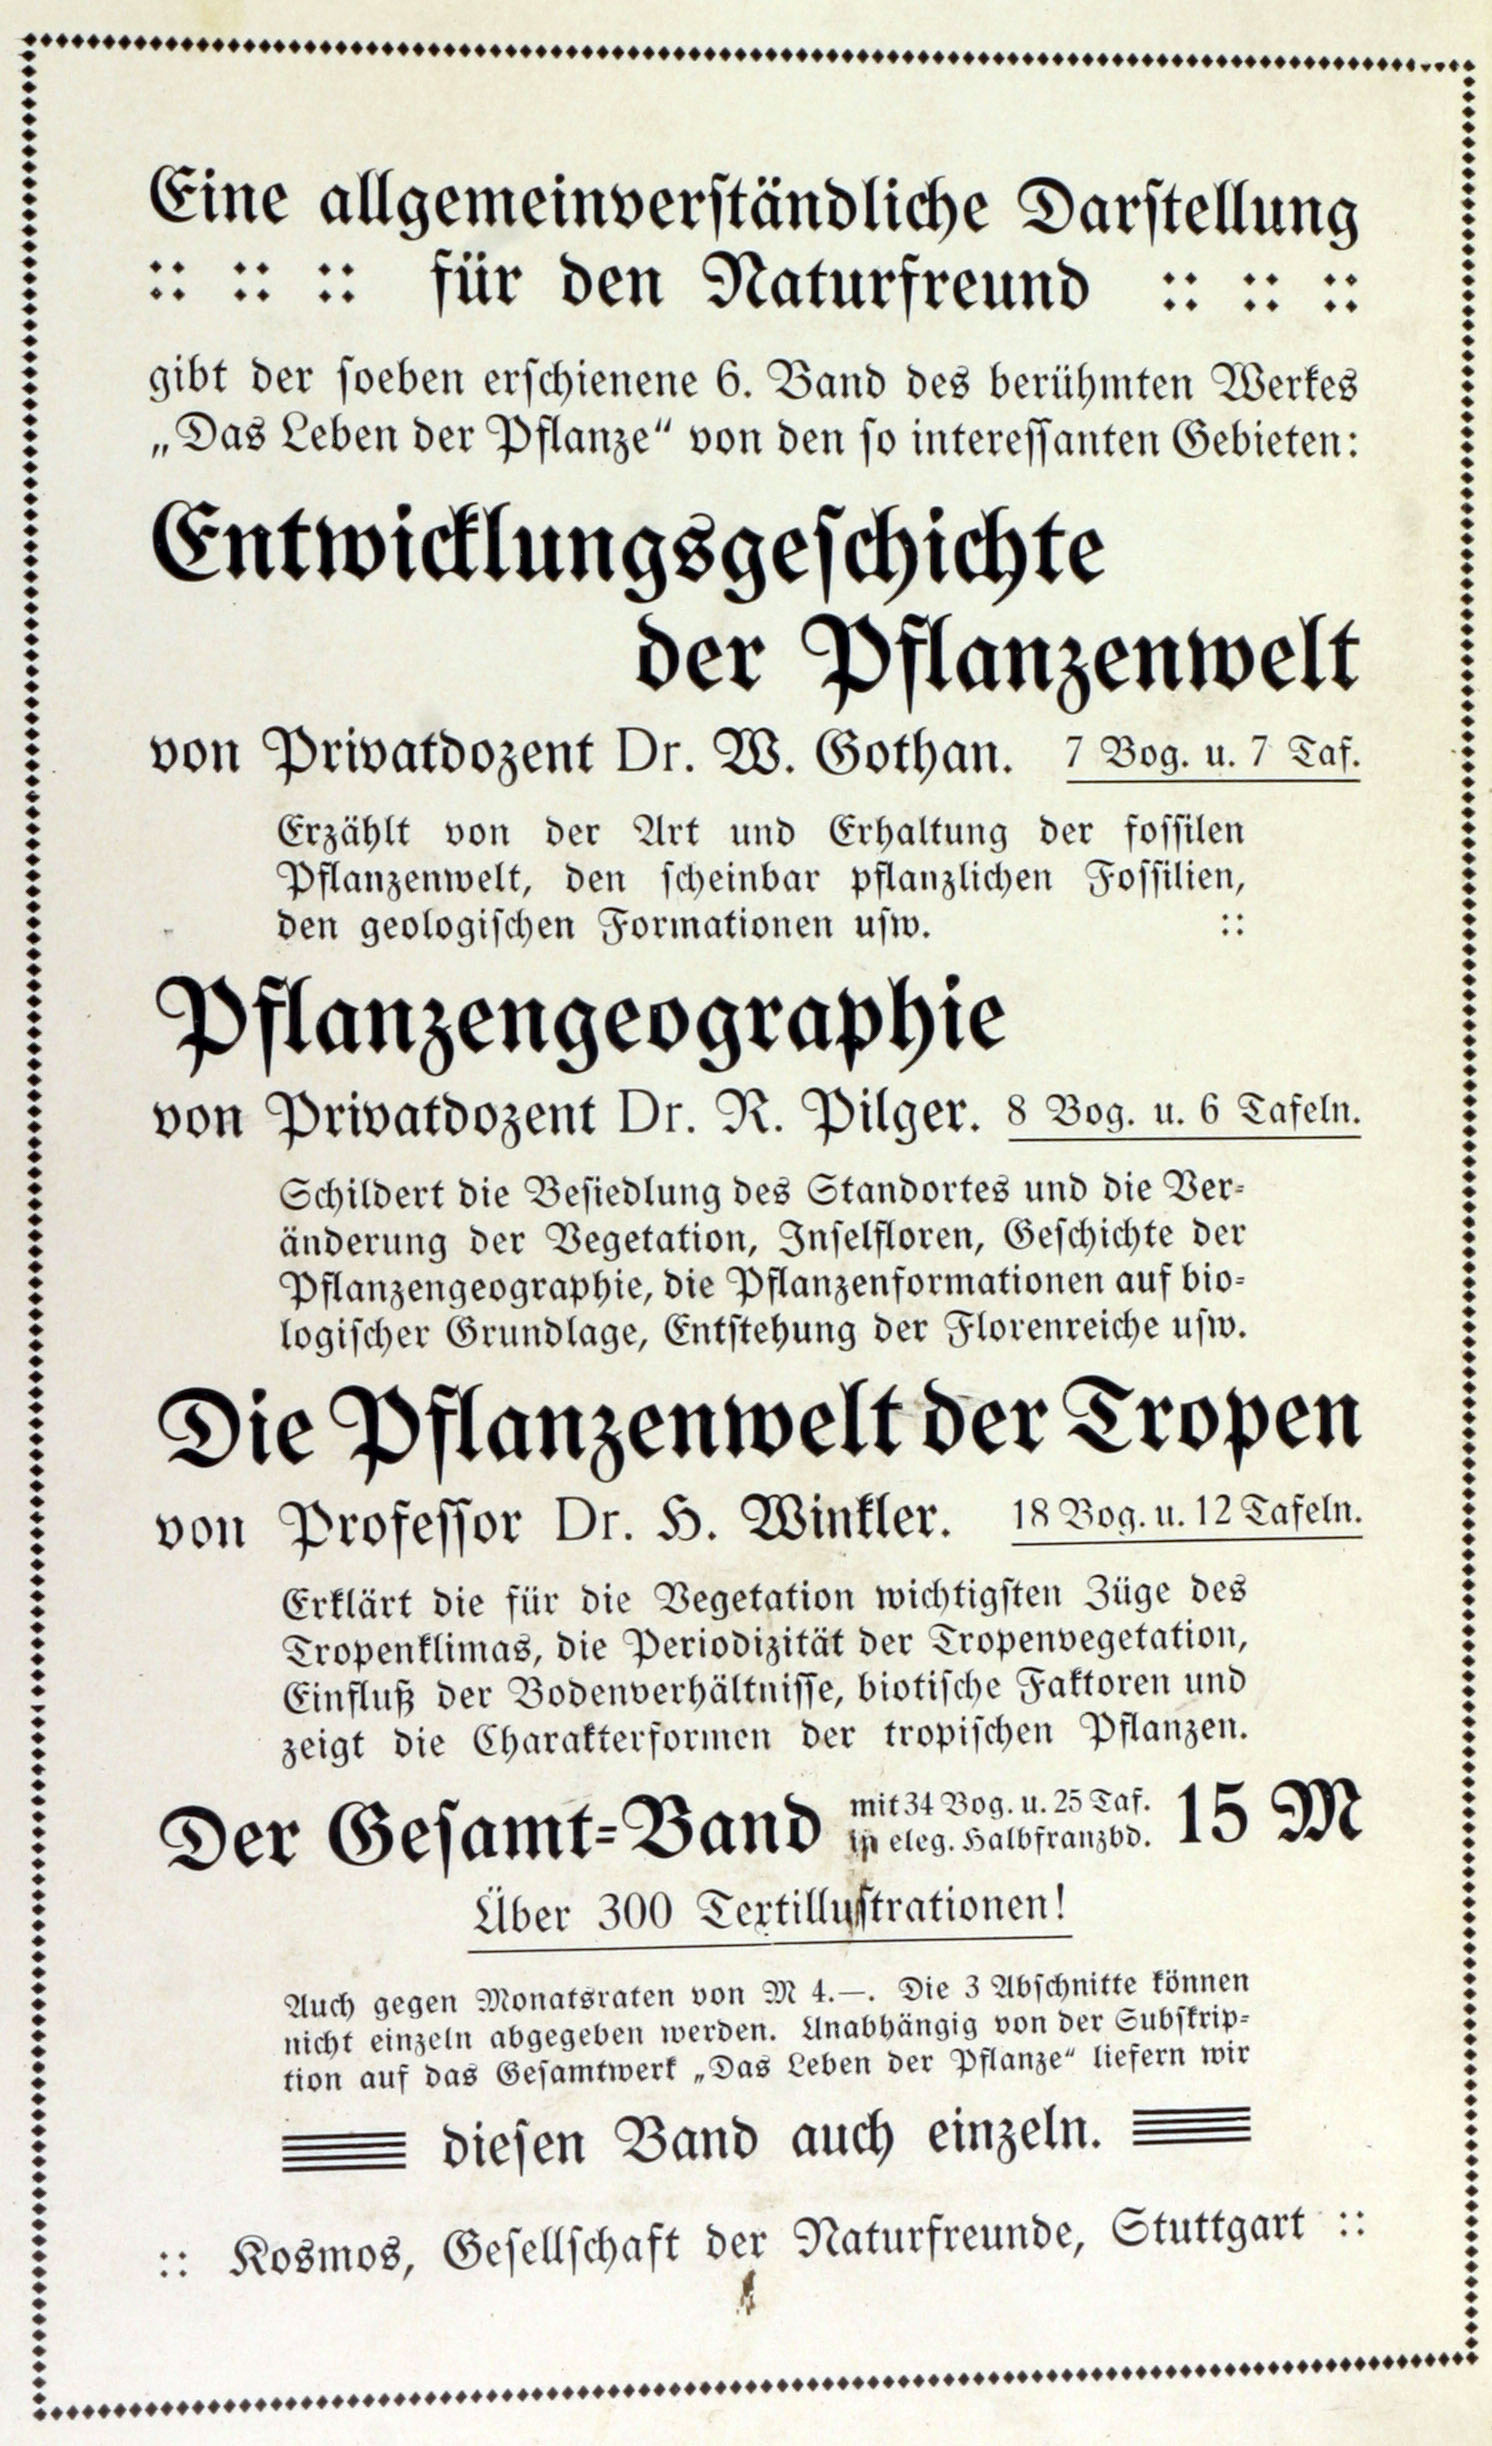 Eine allgemeinverständliche Darstellung
:: :: :: für den Naturfreund :: :: ::
gibt der soeben erschienene 6. Band des berühmten Werkes
„Das Leben der Pflanze“ von den so interessanten Gebieten:
Entwicklungsgeschichte
der Pflanzenwelt
von Privatdozent Dr. W. Gothan. 7 Bog. u. 7 Taf.
Erzählt von der Art und Erhaltung der fossilen
Pflanzenwelt, den scheinbar pflanzlichen Fossilien,
den geologischen Formationen usw. ::
Pflanzengeographie
von Privatdozent Dr. R. Pilger. 8 Bog. u. 6 Tafeln.
Schildert die Besiedlung des Standortes und die Ver-
änderung der Vegetation, Inselfloren, Geschichte der
Pflanzengeographie, die Pflanzenformationen auf bio-
logischer Grundlage, Entstehung der Florenreiche usw.
Die Pflanzenwelt der Tropen
von Professor Dr. H. Winkler. 18 Bog. u. 12 Tafeln.
Erklärt die für die Vegetation wichtigsten Züge des
Tropenklimas, die Periodizität der Tropenvegetation,
Einfluß der Bodenverhältnisse, biotische Faktoren und
zeigt die Charakterformen der tropischen Pflanzen.
Der Gesamt-Band mit 34 Bog. u. 25 Taf. 15 M
in eleg. Halbfranzbd.
Über 300 Textillustrationen!
Auch gegen Monatsraten von M 4.—. Die 3 Abschnitte können
nicht einzeln abgegeben werden. Unabhängig von der Subskrip-
tion auf das Gesamtwerk „Das Leben der Pflanze“ liefern wir
diesen Band auch einzeln.
:: Kosmos, Gesellschaft der Naturfreunde, Stuttgart ::